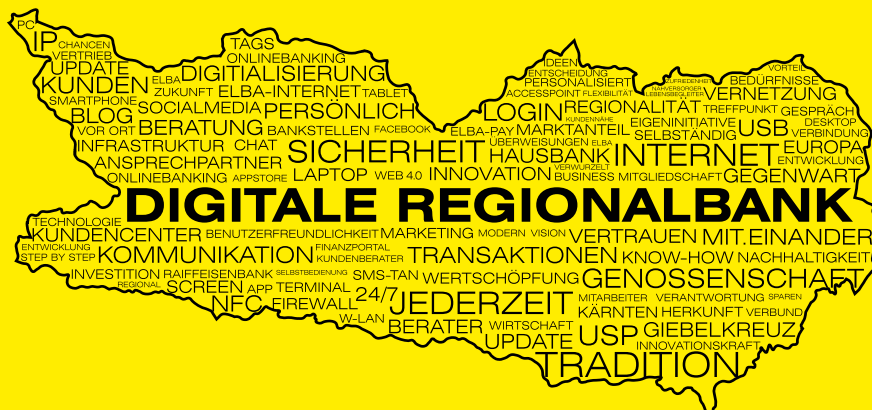 PC
IP CHANCEN
VERTRIEB
UPDATE
KUNDEN
SMARTPHONE
BLOG
VOR ORT
TAGS
ONLINEBANKING
ELBA DIGITIALISIERUNG
ZUKUNFT ELBA-INTERNET TABLET
SOCIALMEDIA PERSÖNLICH
BERATUNG BANKSTELLEN FACEBOOK
INFRASTRUKTUR CHAT
ANSPRECHPARTNER SICHERHEIT
ONLINEBANKING APPSTORE LAPTOP WEB 4.0 INNOVATION
IDEEN
ENTSCHEIDUNG
PERSONALISIERT
ACCESSPOINT FLEXIBILITÄT
LOGIN REGIONALITÄT
KUNDENNÄHE
ELBA-PAY MARKTANTEIL
ÜBERWEISUNGEN ELBA
HAUSBANK INTERNET
VERWURZELT
BUSINESS MITGLIEDSCHAFT GEGENWART
ZUFRIEDENHEIT
NAHVERSORGER
LEBENSBEGLEITER
VORTEIL
BEDÜRFNISSE
VERNETZUNG
TREFFPUNKT GESPRÄCH
EIGENINITIATIVE USB DESKTOP
SELBSTÄNDIG VERBINDUNG
EUROPA
ENTWICKLUNG
DIGITALE REGIONALBANK
TECHNOLOGIE
KUNDENCENTER BENUTZERFREUNDLICHKEIT MARKETING MODERN VISION VERTRAUEN MIT.EINANDER
ENTWICKLUNG
STEP BY STEP KOMMUNIKATION FINANZPORTAL
KUNDENBERATER TRANSAKTIONEN KNOW-HOW NACHHALTIGKEIT
INVESTITION RAIFFEISENBANK SELBSTBEDIENUNG SMS-TAN WERTSCHÖPFUNG GENOSSENSCHAFT
REGIONAL SCREEN APP TERMINAL 24/7
NFC FIREWALL JEDERZEIT MITARBEITER VERANTWORTUNG SPAREN
KÄRNTEN HERKUNFT VERBUND
W-LAN BERATER WIRTSCHAFT USP GIEBELKREUZ
UPDATE INNOVATIONSKRAFT
TRADITION